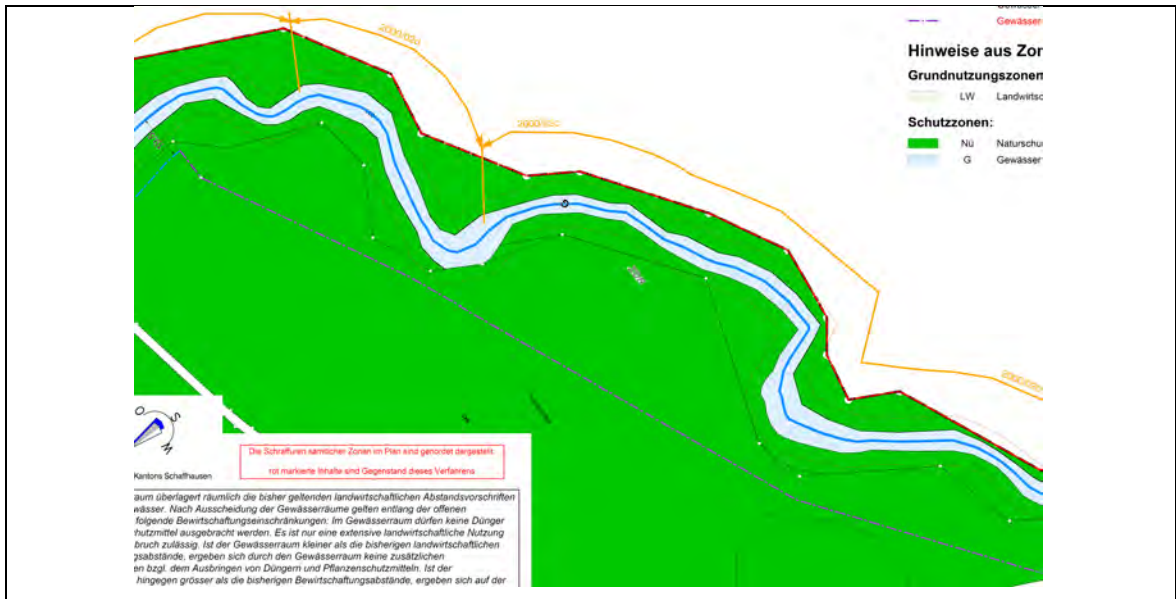 Gewässer
Gewässer
Hinweise aus Zon
Grundnutzungszonen
LW Landwirtsc
Schutzzonen:
Nü Naturschu
G Gewässer
O S W
Kantons Schaffhausen
Die Schraffuren sämtlicher Zonen im Plan sind genordet dargestellt
rot markierte Inhalte sind Gegenstand dieses Verfahrens
aum überlagert räumlich die bisher geltenden landwirtschaftlichen Abstandsvorschriften
wässer. Nach Ausscheidung der Gewässerräume gelten entlang der offenen
folgende Bewirtschaftungseinschränkungen: Im Gewässerraum dürfen keine Dünger
hutzmittel ausgebracht werden. Es ist nur eine extensive landwirtschaftliche Nutzung
bruch zulässig. Ist der Gewässerraum kleiner als die bisherigen landwirtschaftlichen
gsabstände, ergeben sich durch den Gewässerraum keine zusätzlichen
en bzgl. dem Ausbringen von Düngern und Pflanzenschutzmitteln. Ist der
hingegen grösser als die bisherigen Bewirtschaftungsabstände, ergeben sich auf der